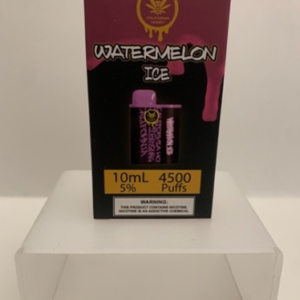 WATERMELON
ICE
10mL 4500
5% Puffs
WARNING:
THIS PRODUCT CONTAINS NICOTINE
NICOTINE IS AN ADDICTIVE CHEMICAL